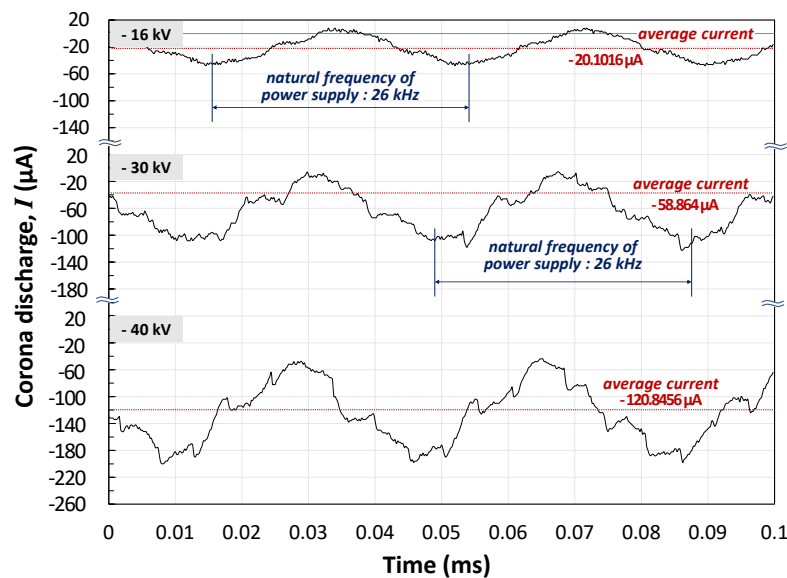 Corona discharge, I (μA)
20
- 16 kV
average current
-20
-20.1016 μA
-60
natural frequency of
power supply : 26 kHz
-100
-140
20
- 30 kV
-20
average current
-58.864 μA
-60
-100
natural frequency of
power supply : 26 kHz
-140
-180
20
- 40 kV
-20
-60
average current
-120.8456 μA
-100
-140
-180
-220
-260
0 0.01 0.02 0.03 0.04 0.05 0.06 0.07 0.08 0.09 0.1
Time (ms)